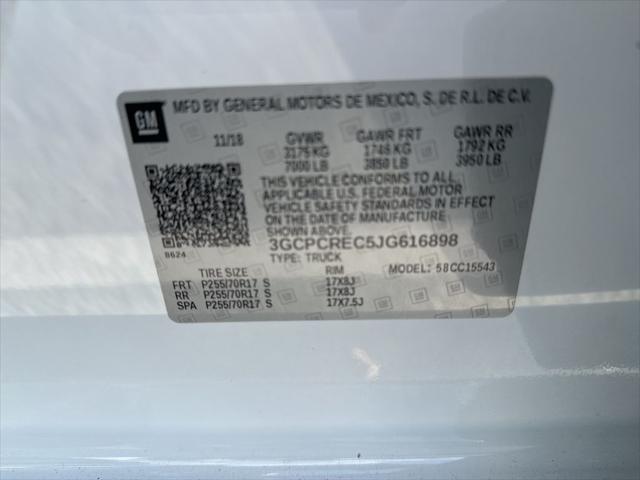 GM
MFD BY GENERAL MOTORS DE MEXICO, S. DE R.L. DE C.V.
11/18 GVWR GAWR FRT GAWR RR
3175 KG 1746 KG 1792 KG
7000 LB 3850 LB 3950 LB
THIS VEHICLE CONFORMS TO ALL
APPLICABLE U.S. FEDERAL MOTOR
VEHICLE SAFETY STANDARDS IN EFFECT
ON THE DATE OF MANUFACTURE
SHOWN ABOVE.
3GCPCREC5JG616898
8624
TYPE: TRUCK
MODEL: 58CC15543
TIRE SIZE RIM
FRT P255/70R17 S 17X8J
RR P255/70R17 S 17X8J
SPA P255/70R17 S 17X7.5J